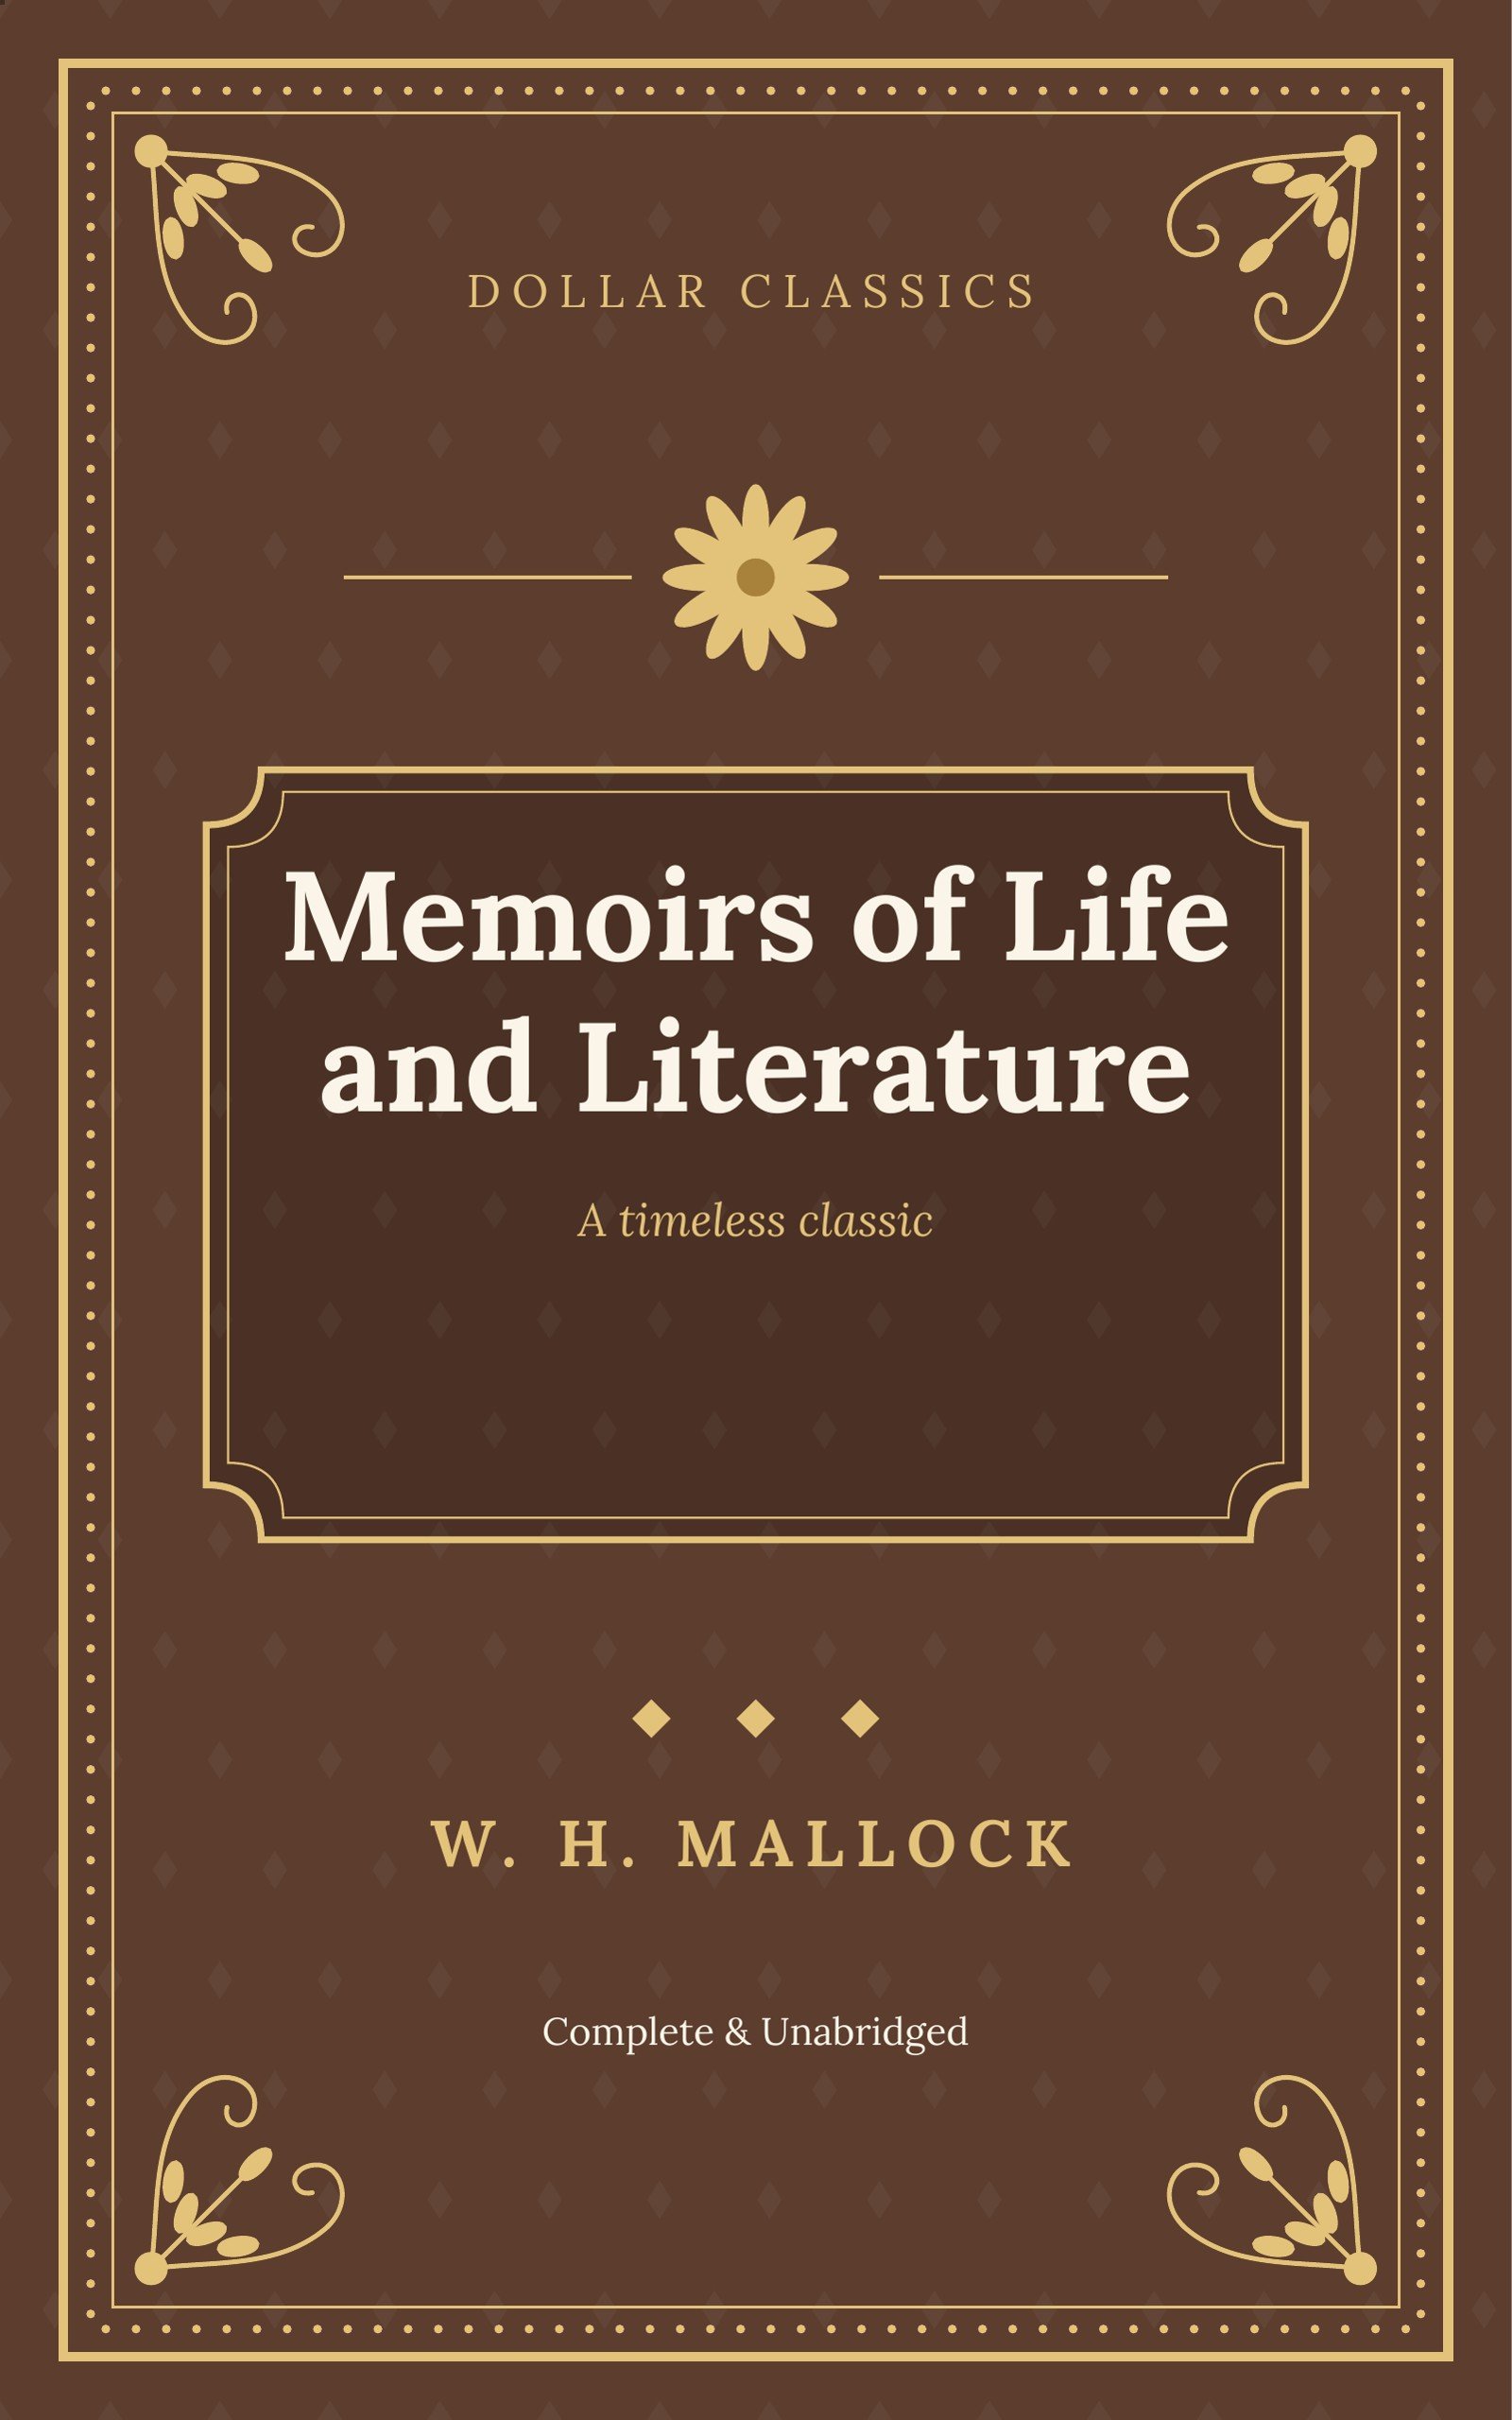 DOLLAR CLASSICS
Memoirs of Life
and Literature
A timeless classic
W. H. MALLOCK
Complete & Unabridged